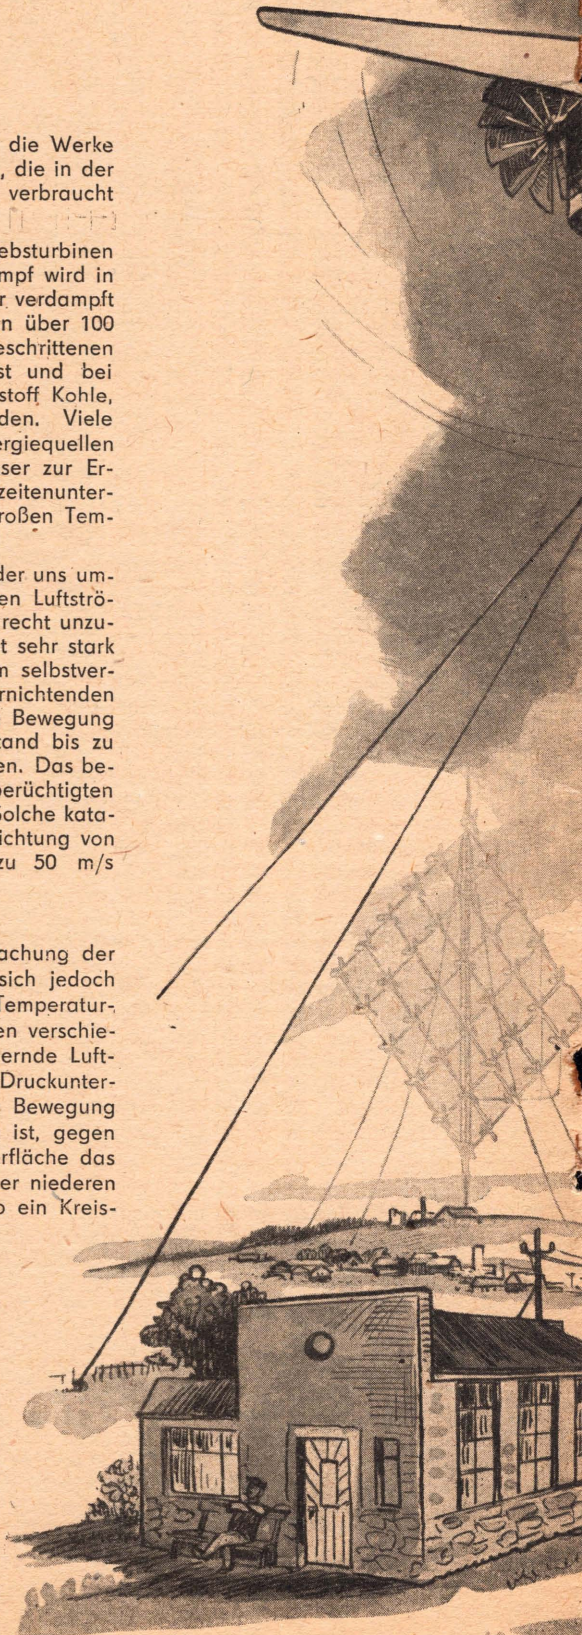 die Werke
, die in der
verbraucht
ebsturbinen
mpf wird in
r verdampft
n über 100
eschrittenen
st und bei
stoff Kohle,
den. Viele
ergiequellen
ser zur Er-
zeitenunter-
roßen Tem-
der uns um-
en Luftströ-
recht unzu-
t sehr stark
m selbstver-
rnichtenden
Bewegung
tand bis zu
en. Das be-
berüchtigten
Solche kata-
ichtung von
zu 50 m/s
achung der
sich jedoch
Temperatur-
en verschie-
ernde Luft-
Druckunter-
Bewegung
ist, gegen
rfläche das
er niederen
o ein Kreis-